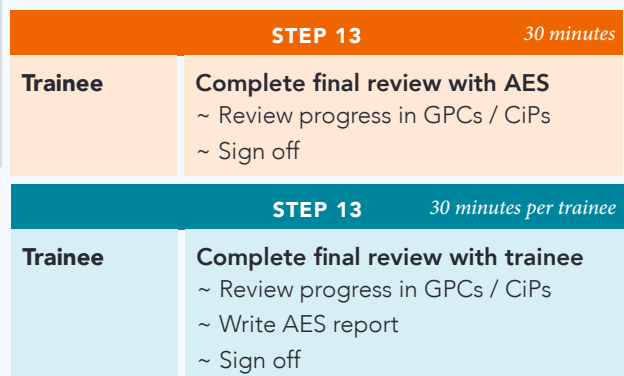 STEP 13 30 minutes
Trainee Complete final review with AES
~ Review progress in GPCs / CiPs
~ Sign off
STEP 13 30 minutes per trainee
Trainee Complete final review with trainee
~ Review progress in GPCs / CiPs
~ Write AES report
~ Sign off